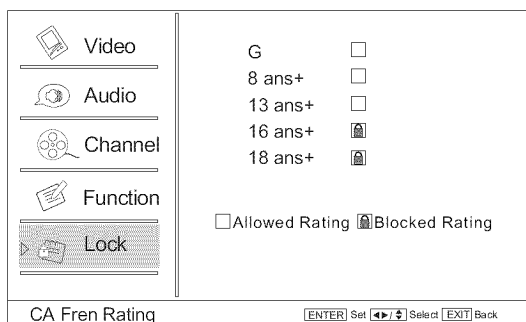 Video
Audio
Channel
Function
Lock
G
8 ans+
13 ans+
16 ans+
18 ans+
Allowed Rating Blocked Rating
CA Fren Rating
ENTER Set ◀▶/⬍ Select EXIT Back